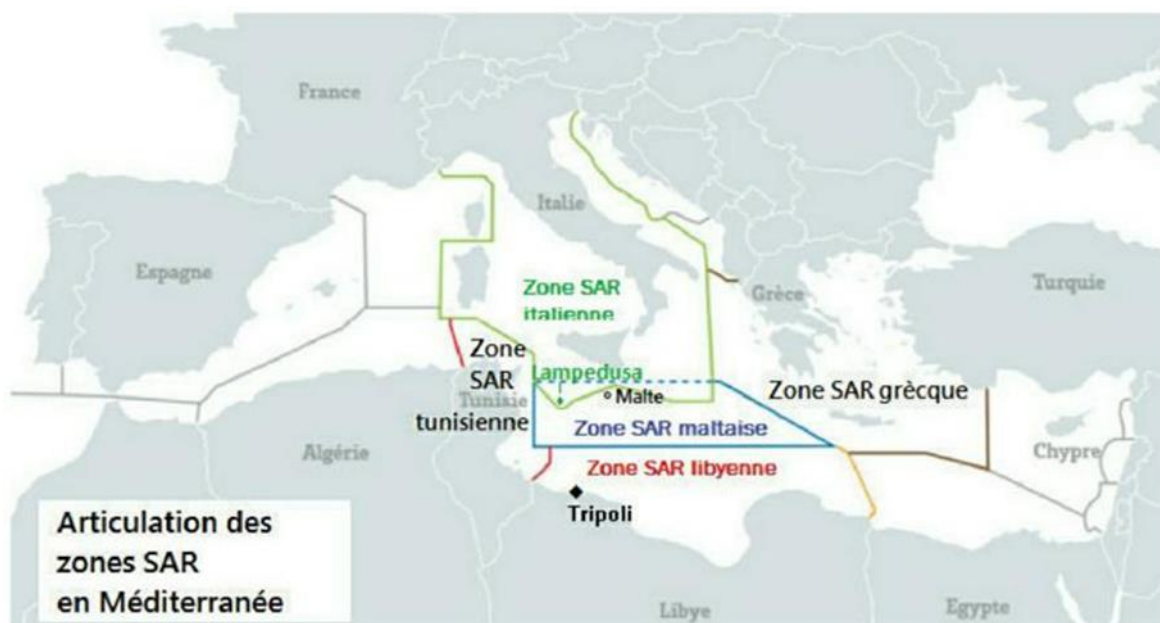 France
Italie
Espagne
Zone SAR
italienne
Grèce
Turquie
Zone
SAR
tunisienne
Lampedusa
Tunisie
Malte
Zone SAR grècque
Zone SAR maltaise
Algérie
Zone SAR libyenne
Chypre
Tripoli
Articulation des
zones SAR
en Méditerranée
Libye
Egypte